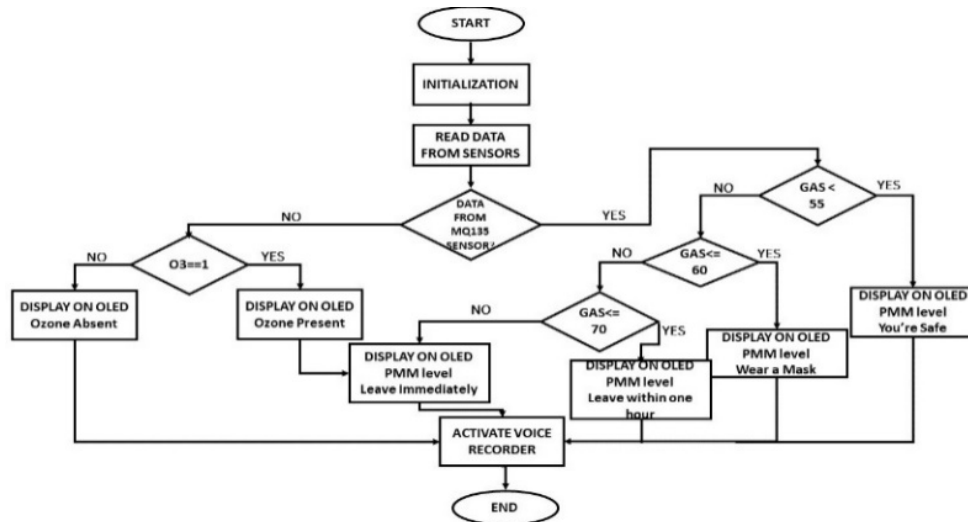 START
INITIALIZATION
READ DATA
FROM SENSORS
DATA
FROM
MQ135
SENSOR?
NO
YES
GAS <
55
NO
YES
O3==1
NO
YES
GAS<=
60
NO
YES
DISPLAY ON OLED
Ozone Absent
DISPLAY ON OLED
Ozone Present
GAS<=
70
NO
YES
DISPLAY ON OLED
PMM level
You're Safe
DISPLAY ON OLED
PMM level
Wear a Mask
DISPLAY ON OLED
PMM level
Leave Immediately
DISPLAY ON OLED
PMM level
Leave within one
hour
ACTIVATE VOICE
RECORDER
END